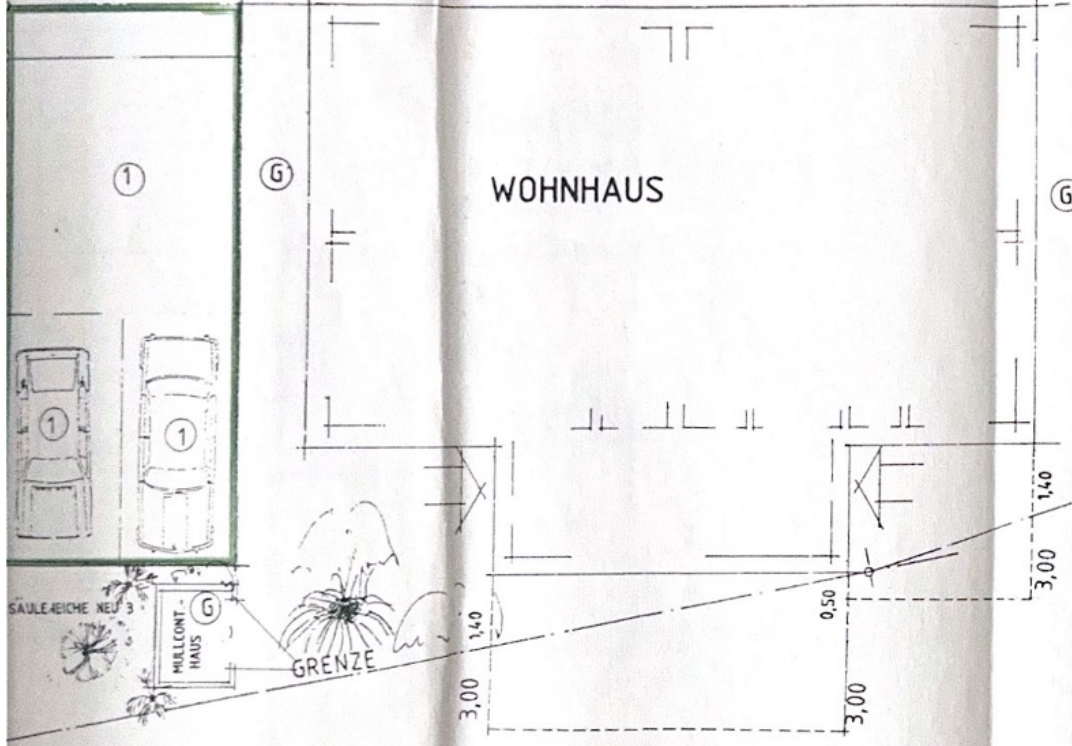 1
G
WOHNHAUS
G
1
1
1,40
3,00
0,50
SÄULENEICHE NEU 3
G
MÜLLCONT.-
HAUS
GRENZE
1,40
3,00
3,00